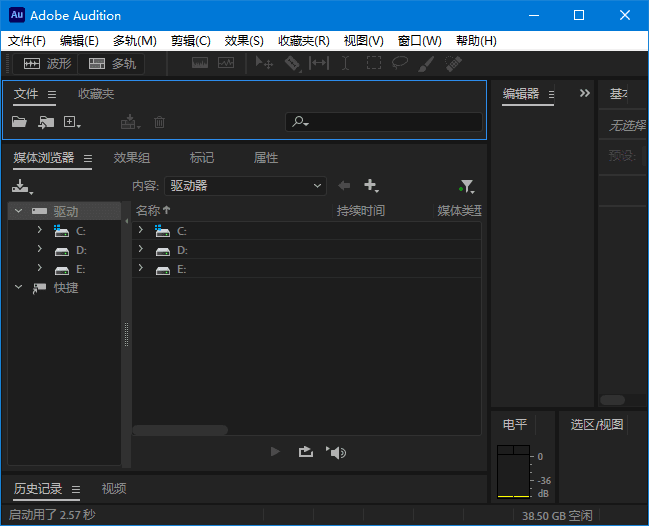 Au Adobe Audition
文件(F) 编辑(E) 多轨(M) 剪辑(C) 效果(S) 收藏夹(R) 视图(V) 窗口(W) 帮助(H)
波形 多轨
文件 收藏夹 编辑器
无选择
预设:
媒体浏览器 效果组 标记 属性
内容: 驱动器
名称 持续时间 媒体类型
驱动
C:
D:
E:
快捷
C:
D:
E:
电平 选区/视图
0
-36
dB
历史记录 视频
启动用了 2.57 秒 38.50 GB 空闲